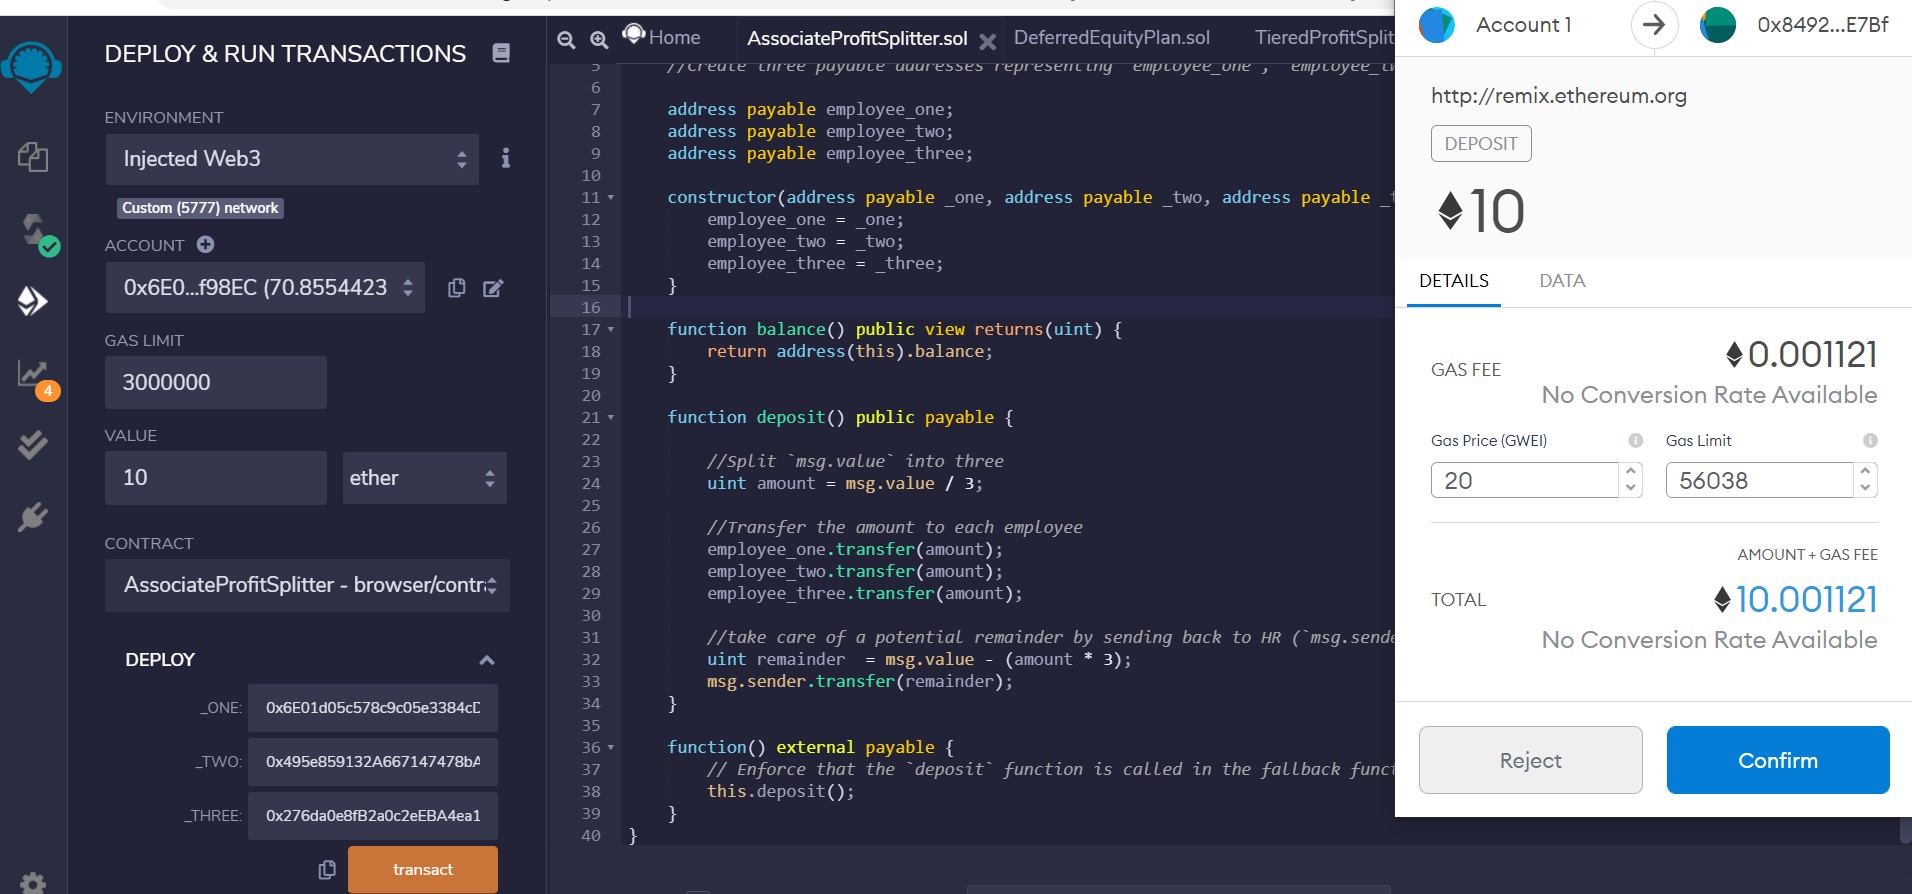 DEPLOY & RUN TRANSACTIONS
ENVIRONMENT
Injected Web3
Custom (5777) network
ACCOUNT
0x6E0...f98EC (70.8554423
GAS LIMIT
3000000
VALUE
10
ether
CONTRACT
AssociateProfitSplitter - browser/contra
DEPLOY
_ONE:
0x6E01d05c578c9c05e3384cD
_TWO:
0x495e859132A667147478bA
_THREE:
0x276da0e8fB2a0c2eEBA4ea1
transact
4
Home
AssociateProfitSplitter.sol
DeferredEquityPlan.sol
TieredProfitSplit
5 //Create three payable addresses representing `employee_one`, `employee_tw
6
7 address payable employee_one;
8 address payable employee_two;
9 address payable employee_three;
10
11 constructor(address payable _one, address payable _two, address payable _t
12 employee_one = _one;
13 employee_two = _two;
14 employee_three = _three;
15 }
16
17 function balance() public view returns(uint) {
18 return address(this).balance;
19 }
20
21 function deposit() public payable {
22
23 //Split `msg.value` into three
24 uint amount = msg.value / 3;
25
26 //Transfer the amount to each employee
27 employee_one.transfer(amount);
28 employee_two.transfer(amount);
29 employee_three.transfer(amount);
30
31 //take care of a potential remainder by sending back to HR (`msg.sende
32 uint remainder  = msg.value - (amount * 3);
33 msg.sender.transfer(remainder);
34 }
35
36 function() external payable {
37 // Enforce that the `deposit` function is called in the fallback funct
38 this.deposit();
39 }
40 }
Account 1
0x8492...E7Bf
http://remix.ethereum.org
DEPOSIT
10
DETAILS
DATA
GAS FEE
0.001121
No Conversion Rate Available
Gas Price (GWEI)
Gas Limit
20
56038
AMOUNT + GAS FEE
TOTAL
10.001121
No Conversion Rate Available
Reject
Confirm